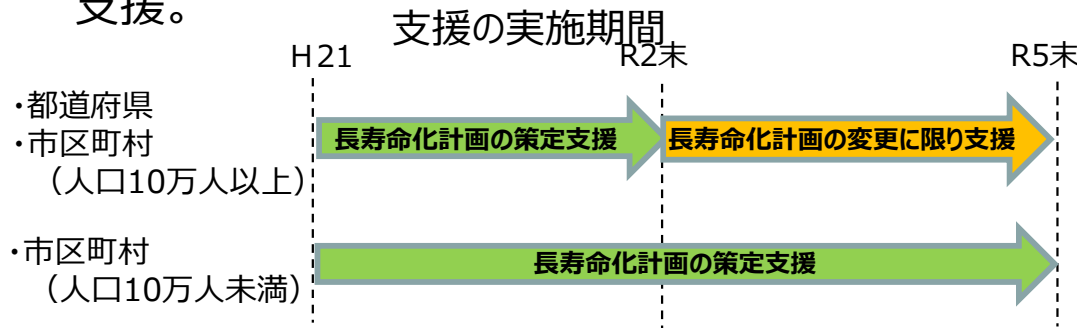 支援。
支援の実施期間
H21
R2末
R5末
・都道府県
・市区町村
（人口10万人以上）
長寿命化計画の策定支援
長寿命化計画の変更に限り支援
・市区町村
（人口10万人未満）
長寿命化計画の策定支援